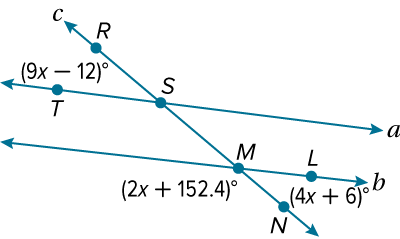 c
R
(9x − 12)°
S
T
a
M
L
(2x + 152.4)°
(4x + 6)°
b
N